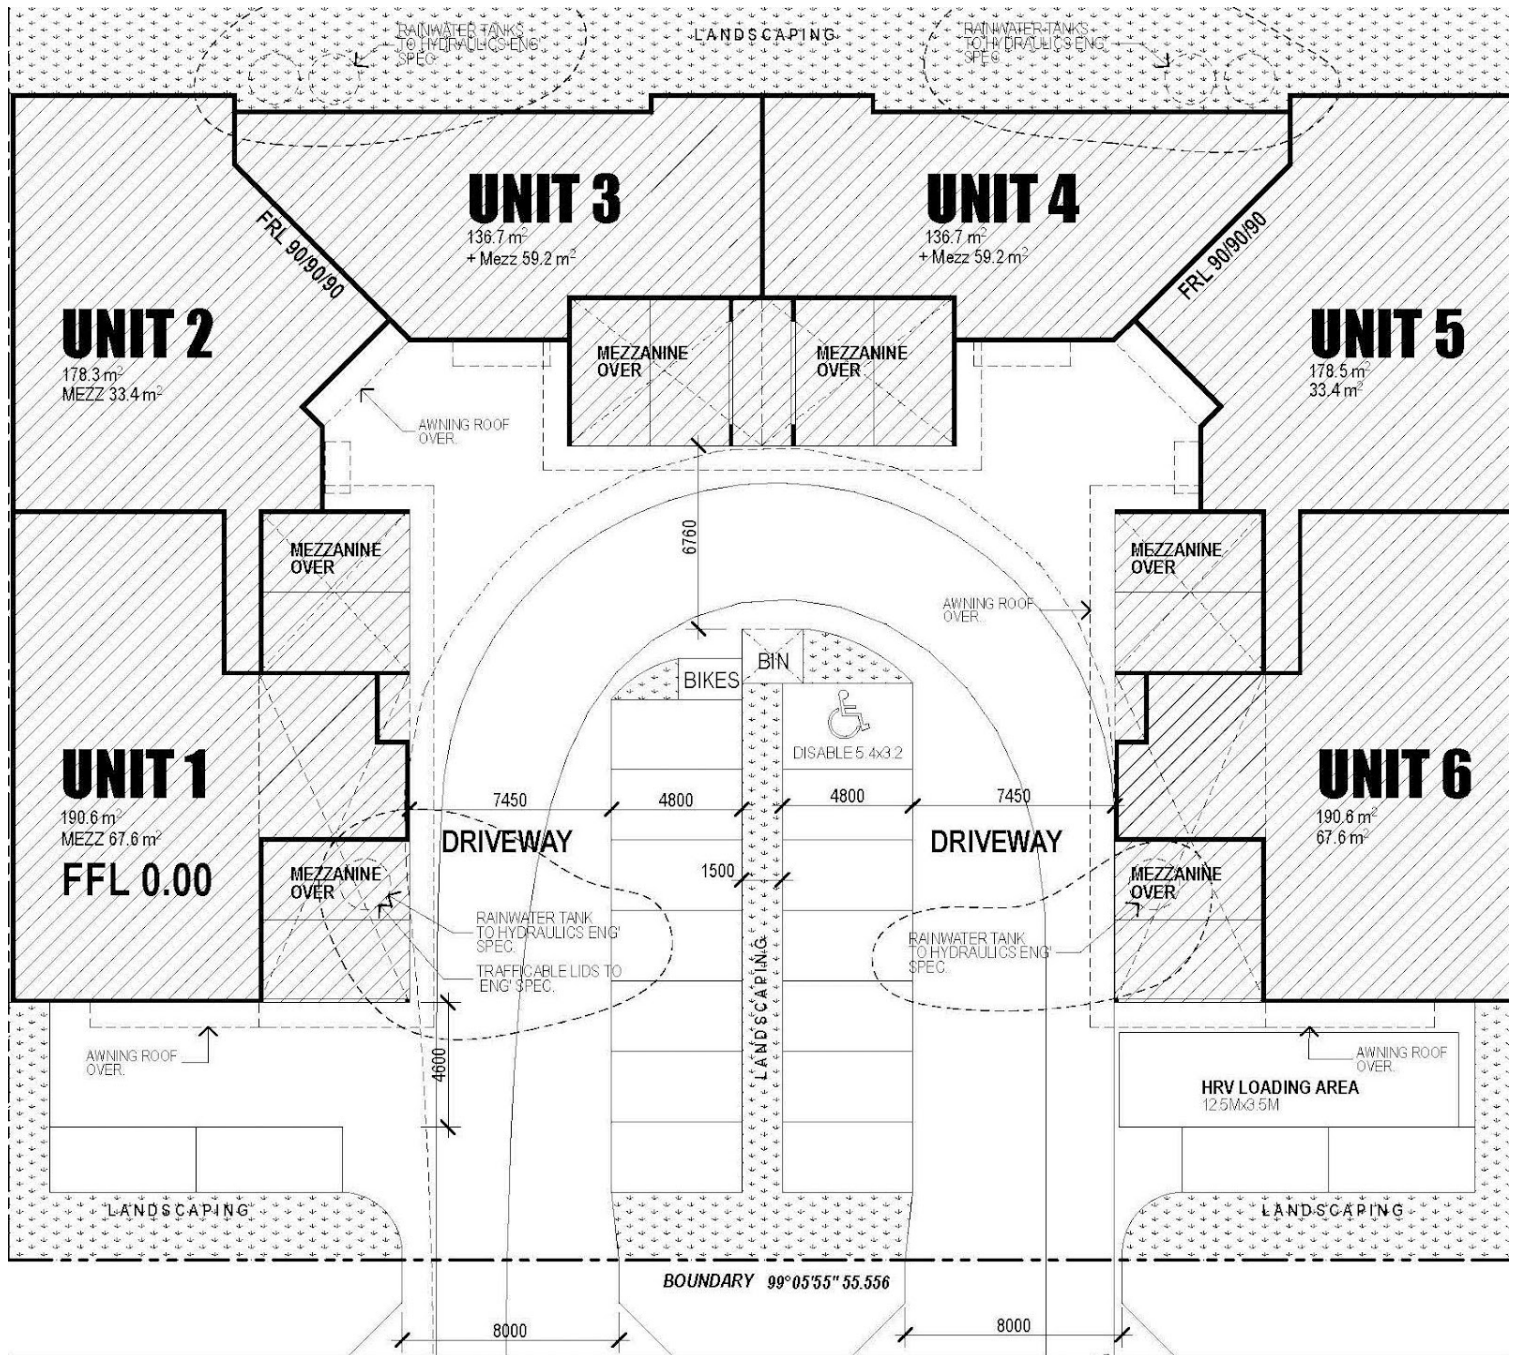 RAINWATER TANKS
TO HYDRAULICS ENG'
SPEC.
LANDSCAPING
RAINWATER TANKS
TO HYDRAULICS ENG'
SPEC.
UNIT 3
136.7 m²
+ Mezz 59.2 m²
UNIT 4
136.7 m²
+ Mezz 59.2 m²
FRL 90/90/90
FRL 90/90/90
UNIT 2
178.3 m²
MEZZ 33.4 m²
UNIT 5
178.5 m²
33.4 m²
MEZZANINE
OVER
MEZZANINE
OVER
AWNING ROOF
OVER.
6760
MEZZANINE
OVER
MEZZANINE
OVER
AWNING ROOF
OVER.
BIN
BIKES
DISABLE 5.4x3.2
UNIT 1
190.6 m²
MEZZ 67.6 m²
FFL 0.00
UNIT 6
190.6 m²
67.6 m²
7450
4800
4800
7450
DRIVEWAY
DRIVEWAY
1500
MEZZANINE
OVER
MEZZANINE
OVER
RAINWATER TANK
TO HYDRAULICS ENG'
SPEC.
TRAFFICABLE LIDS TO
ENG' SPEC.
RAINWATER TANK
TO HYDRAULICS ENG'
SPEC.
LANDSCAPING
4600
AWNING ROOF
OVER.
AWNING ROOF
OVER.
HRV LOADING AREA
12.5Mx3.5M
LANDSCAPING
LANDSCAPING
BOUNDARY 99°05'55" 55.556
8000
8000